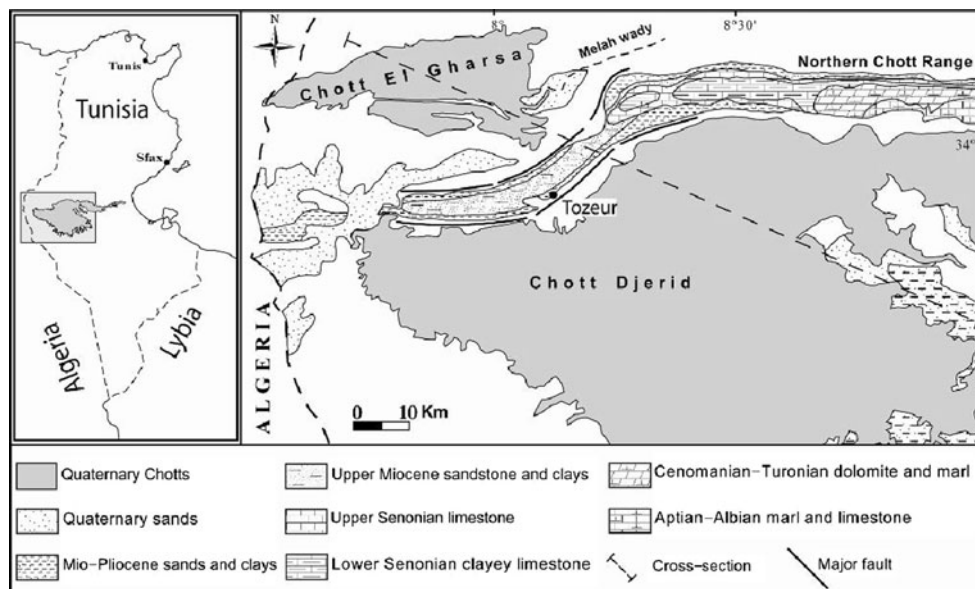 Tunis
Tunisia
Sfax
Algeria
Lybia
N
8°30'
Melah wady
Chott El Gharsa
Northern Chott Range
34°
Tozeur
Chott Djerid
ALGERIA
0 10 Km
Quaternary Chotts
Quaternary sands
Mio-Pliocene sands and clays
Upper Miocene sandstone and clays
Upper Senonian limestone
Lower Senonian clayey limestone
Cenomanian-Turonian dolomite and marl
Aptian-Albian marl and limestone
Cross-section
Major fault